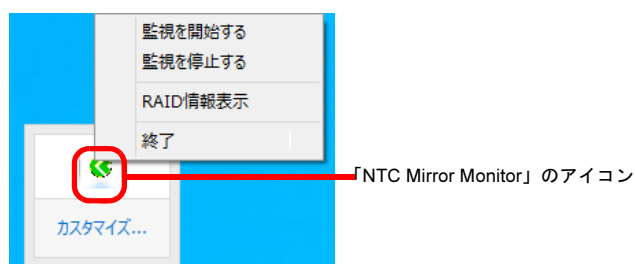 監視を開始する
監視を停止する
RAID情報表示
終了
「NTC Mirror Monitor」のアイコン
カスタマイズ...